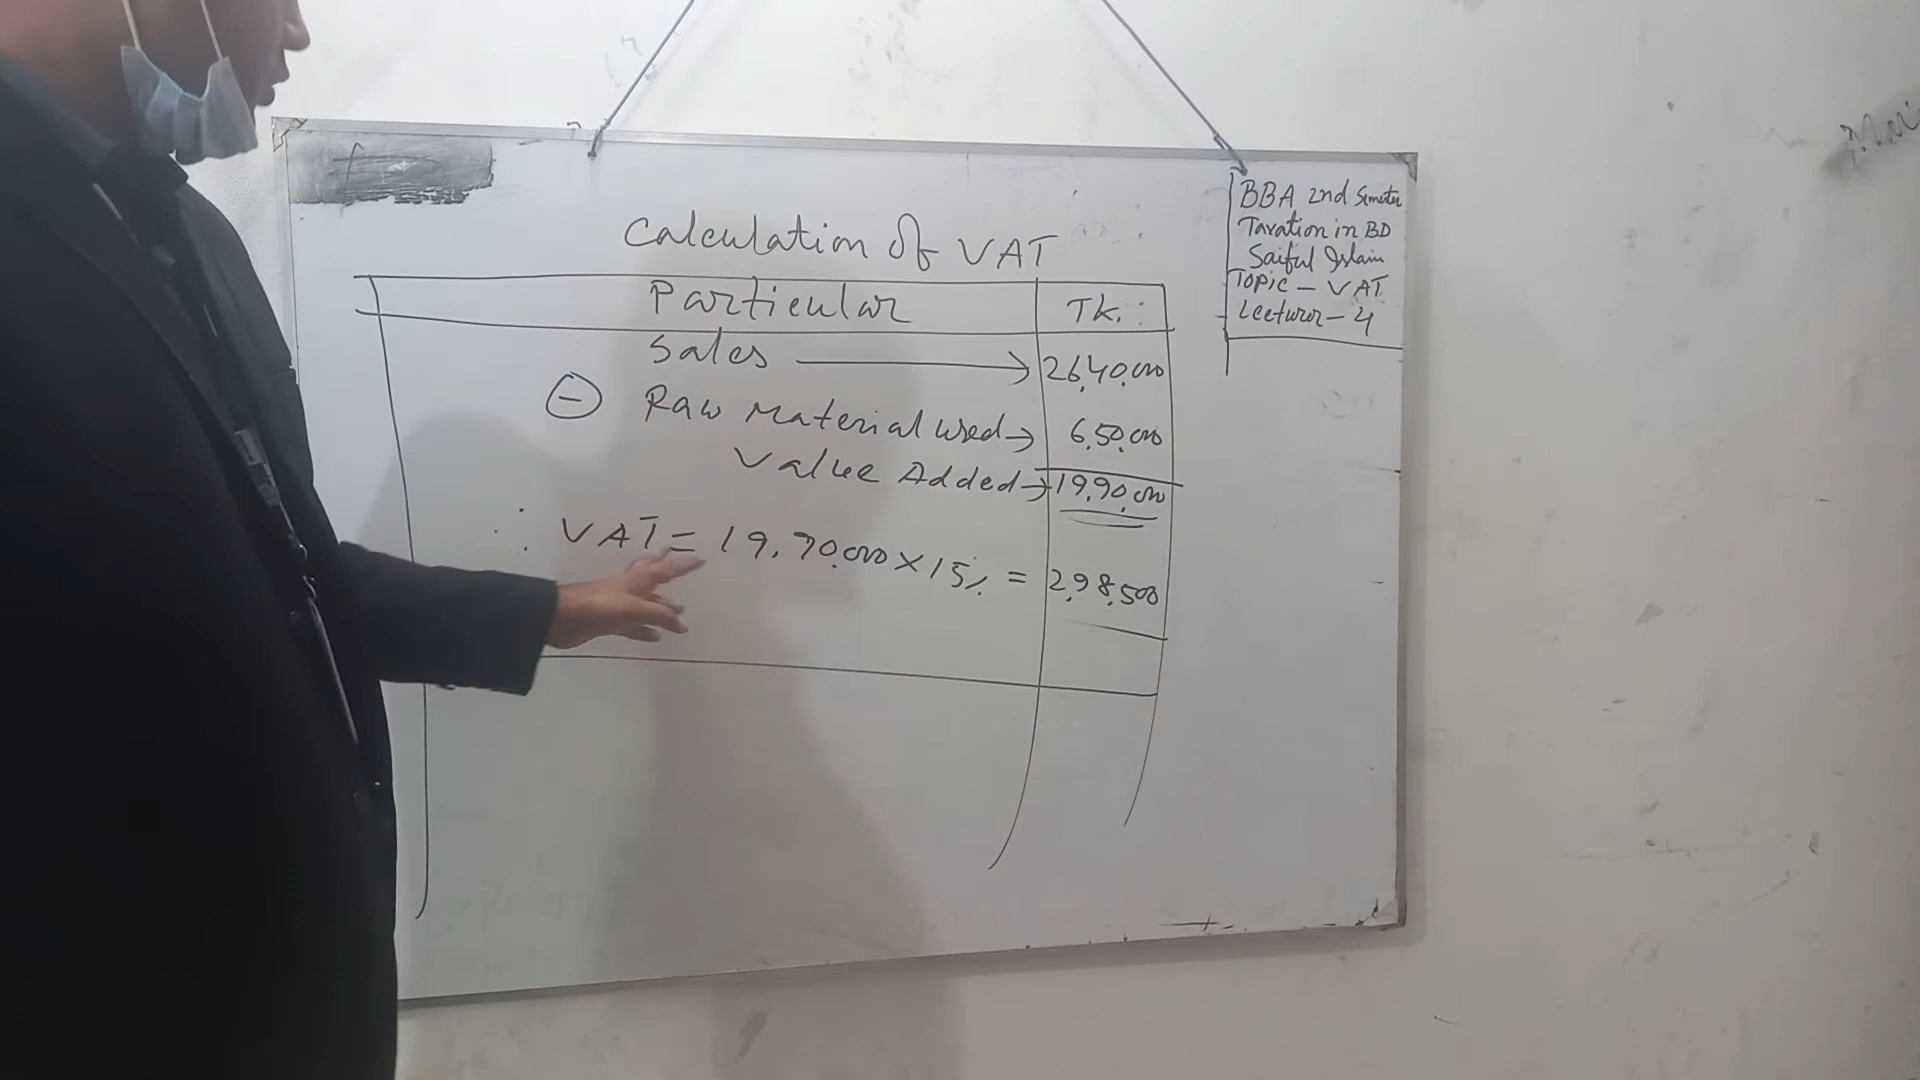 Calculation of VAT
Particular TK.
Sales → 26,40,000
(-) Raw Material Used → 6,50,000
Value Added → 19,90,000
∴ VAT = 19,90,000 × 15% = 2,98,500
BBA 2nd Semester
Taxation in BD
Saiful Islam
Topic - VAT
Lecturer - 4